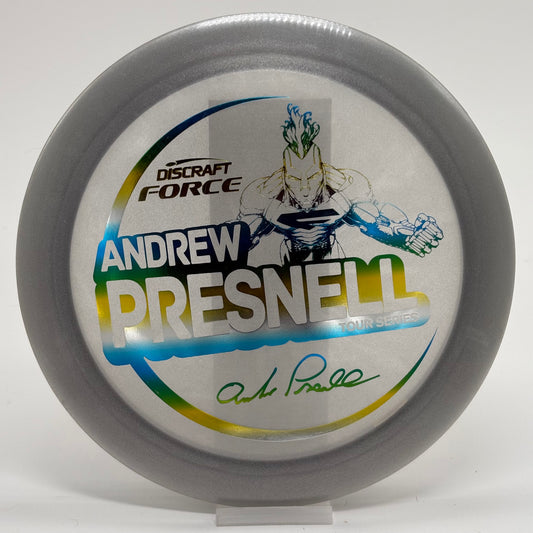 DISCRAFT
FORCE
ANDREW
PRESNELL
TOUR SERIES